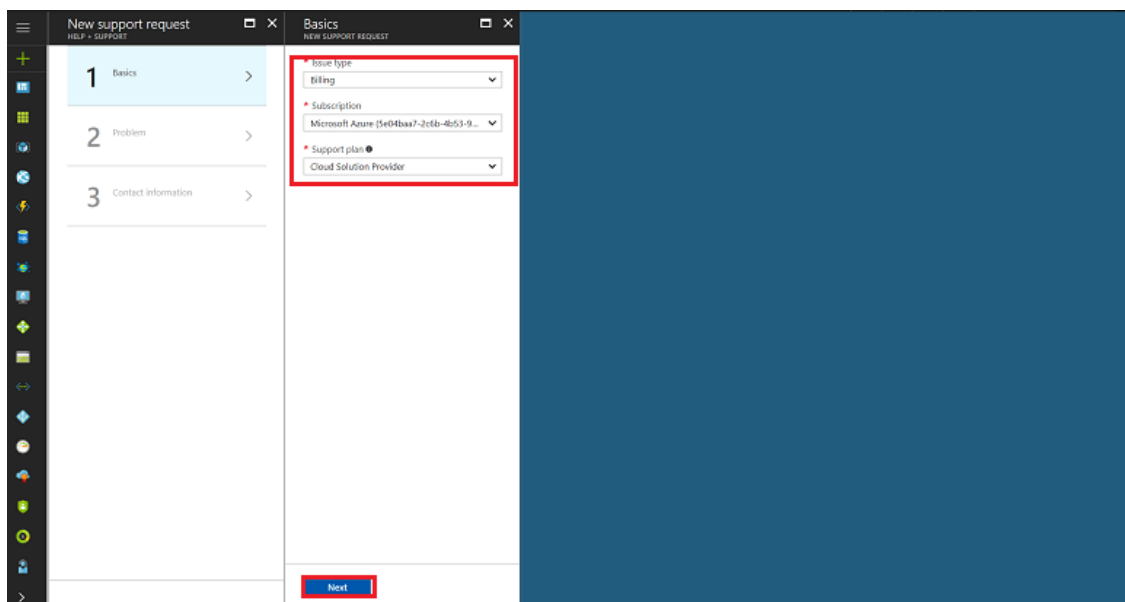 New support request
HELP + SUPPORT
1 Basics
2 Problem
3 Contact information
Basics
NEW SUPPORT REQUEST
* Issue type
Billing
* Subscription
Microsoft Azure (5e04baa7-2c6b-4b53-9...
* Support plan
Cloud Solution Provider
Next